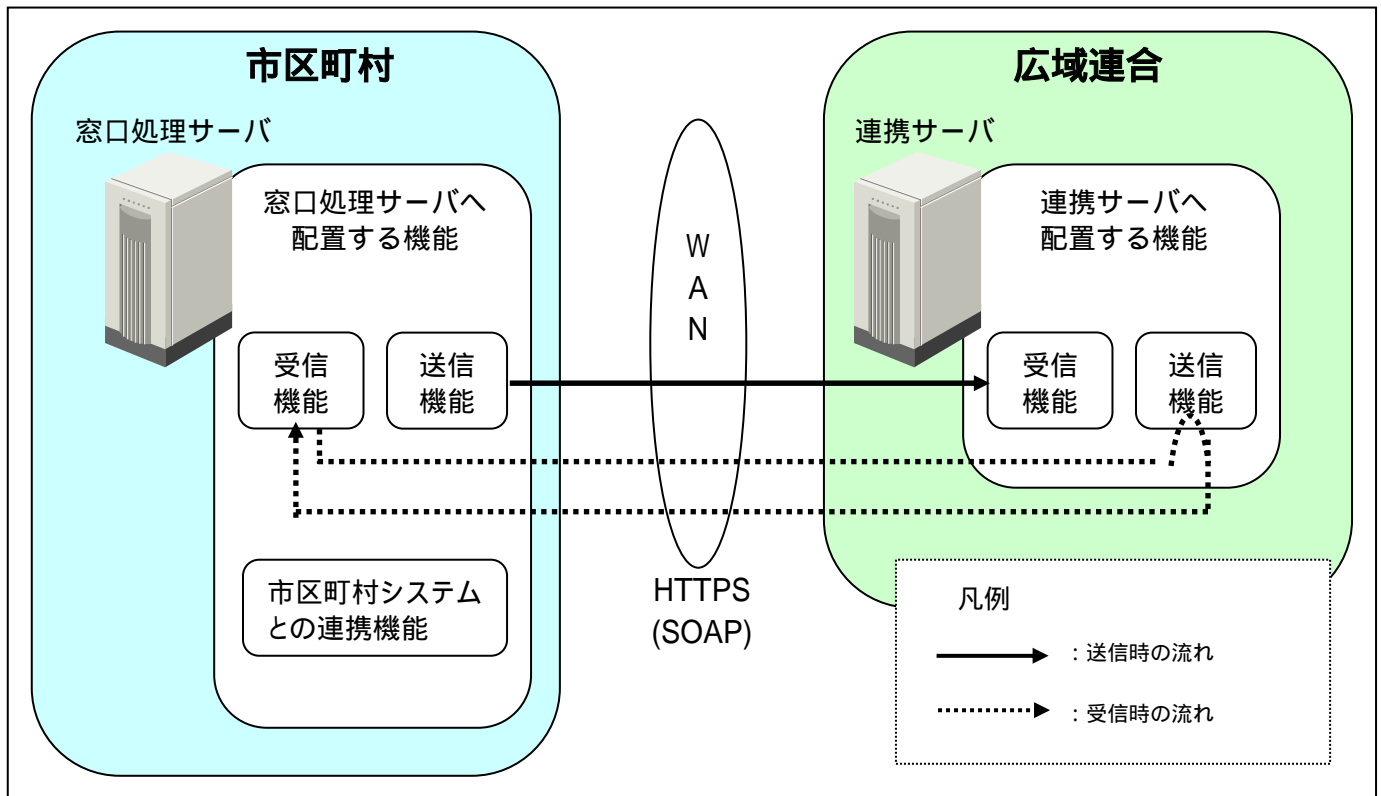 市区町村
窓口処理サーバ
窓口処理サーバへ
配置する機能
受信
機能
送信
機能
市区町村システム
との連携機能
W
A
N
HTTPS
(SOAP)
広域連合
連携サーバ
連携サーバへ
配置する機能
受信
機能
送信
機能
凡例
：送信時の流れ
：受信時の流れ